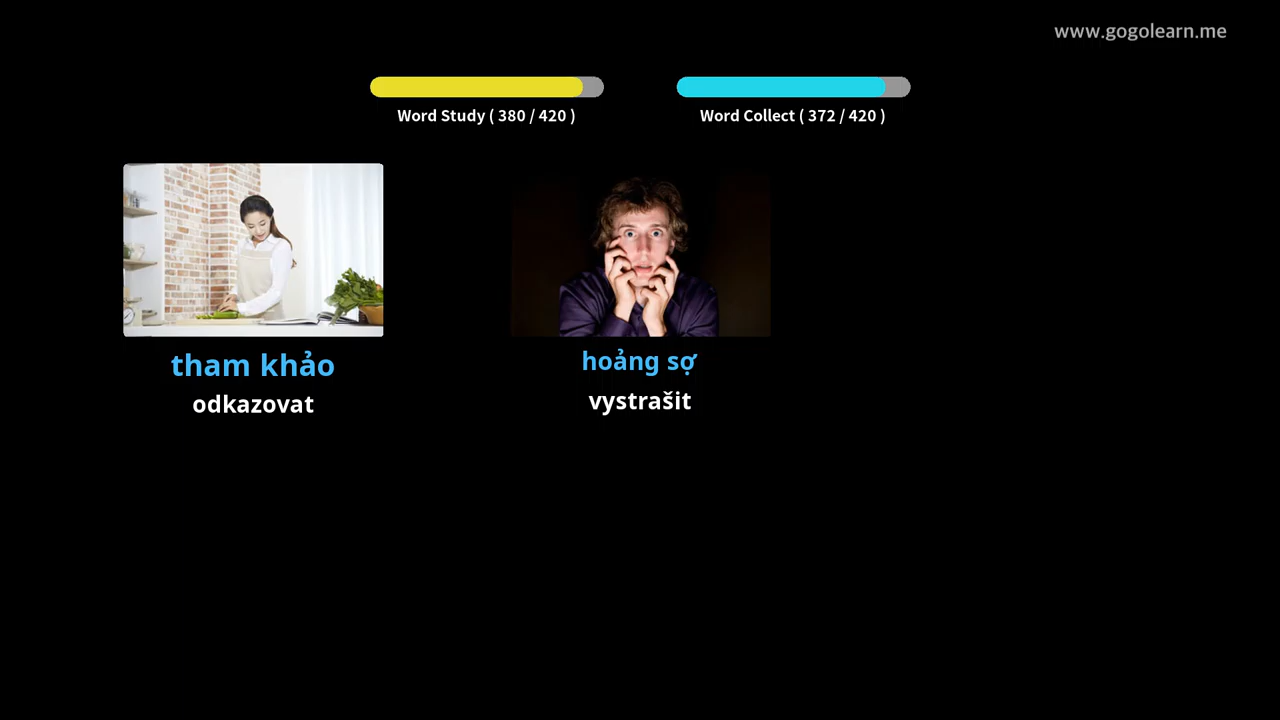 www.gogolearn.me
Word Study ( 380 / 420 )
Word Collect ( 372 / 420 )
tham khảo
odkazovat
hoảng sợ
vystrašit